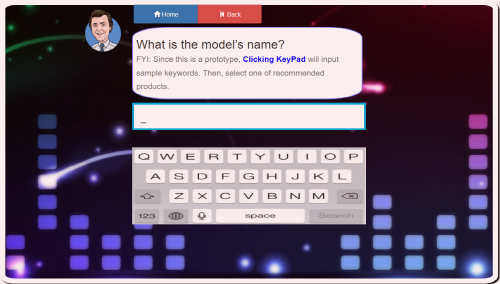 Home Back
What is the model's name?
FYI: Since this is a prototype, Clicking KeyPad will input
sample keywords. Then, select one of recommended
products.
_
Q W E R T Y U I O P
A S D F G H J K L
Z X C V B N M
123 space Search